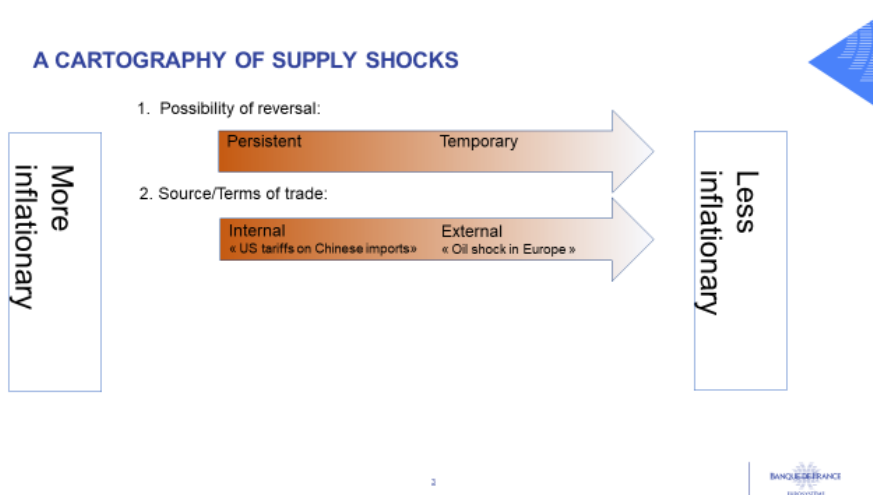 A CARTOGRAPHY OF SUPPLY SHOCKS
1. Possibility of reversal:
Persistent Temporary
2. Source/Terms of trade:
Internal External
« US tariffs on Chinese imports» « Oil shock in Europe »
More
inflationary
Less
inflationary
BANQUE DE FRANCE
EUROSYSTÈME